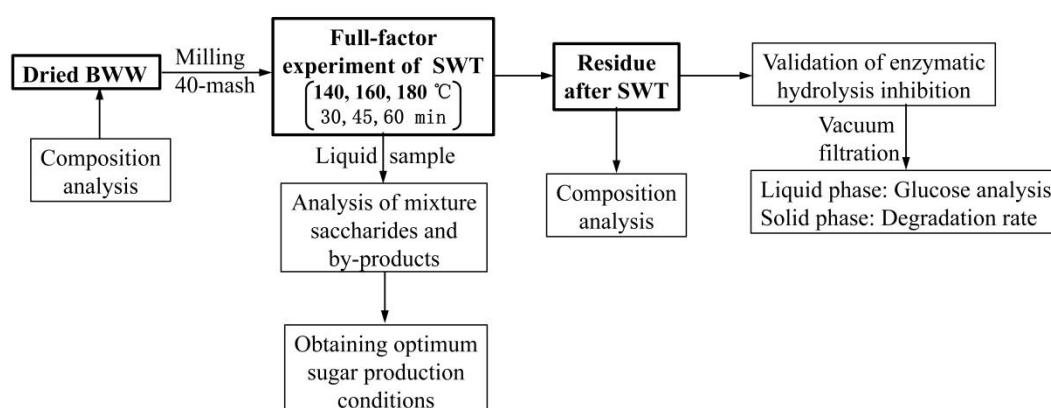 Dried BWW
Composition
analysis
Milling
40-mash
Full-factor
experiment of SWT
140, 160, 180 ℃
30, 45, 60 min
Liquid sample
Analysis of mixture
saccharides and
by-products
Obtaining optimum
sugar production
conditions
Residue
after SWT
Composition
analysis
Validation of enzymatic
hydrolysis inhibition
Vacuum
filtration
Liquid phase: Glucose analysis
Solid phase: Degradation rate